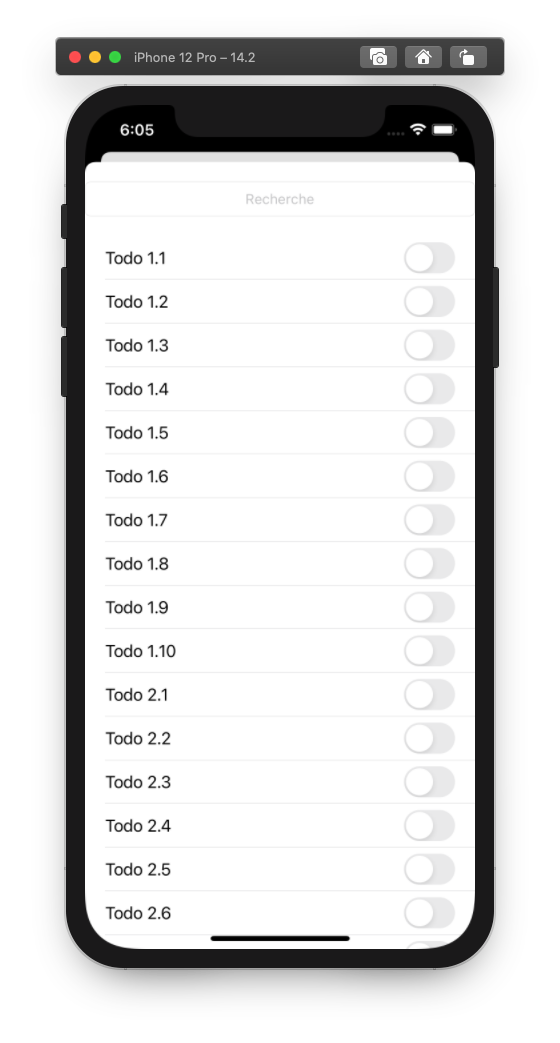 iPhone 12 Pro – 14.2
6:05
Recherche
Todo 1.1
Todo 1.2
Todo 1.3
Todo 1.4
Todo 1.5
Todo 1.6
Todo 1.7
Todo 1.8
Todo 1.9
Todo 1.10
Todo 2.1
Todo 2.2
Todo 2.3
Todo 2.4
Todo 2.5
Todo 2.6